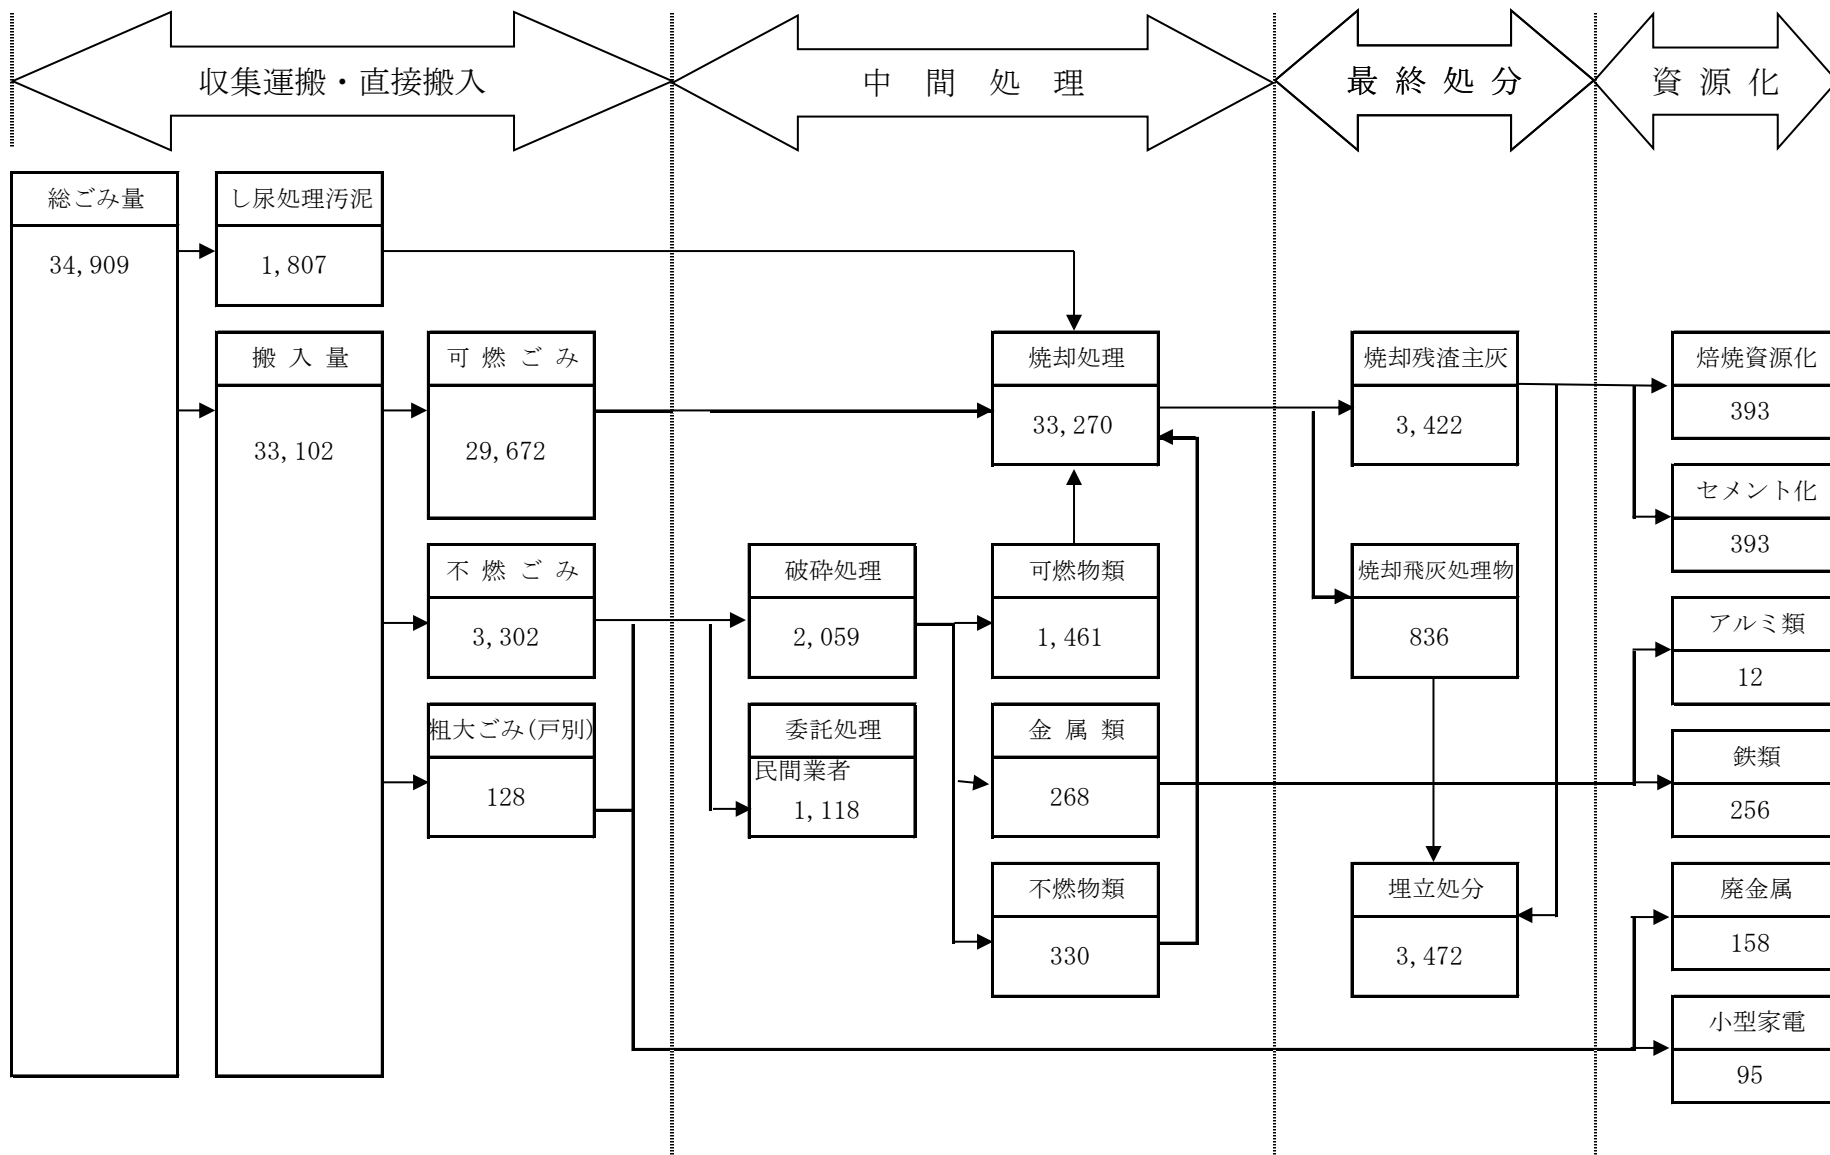 収集運搬・直接搬入
中間処理
最終処分
資源化
総ごみ量
34,909
し尿処理汚泥
1,807
搬入量
33,102
可燃ごみ
29,672
不燃ごみ
3,302
粗大ごみ(戸別)
128
破砕処理
2,059
委託処理
民間業者
1,118
焼却処理
33,270
可燃物類
1,461
金属類
268
不燃物類
330
焼却残渣主灰
3,422
焼却飛灰処理物
836
埋立処分
3,472
焙焼資源化
393
セメント化
393
アルミ類
12
鉄類
256
廃金属
158
小型家電
95